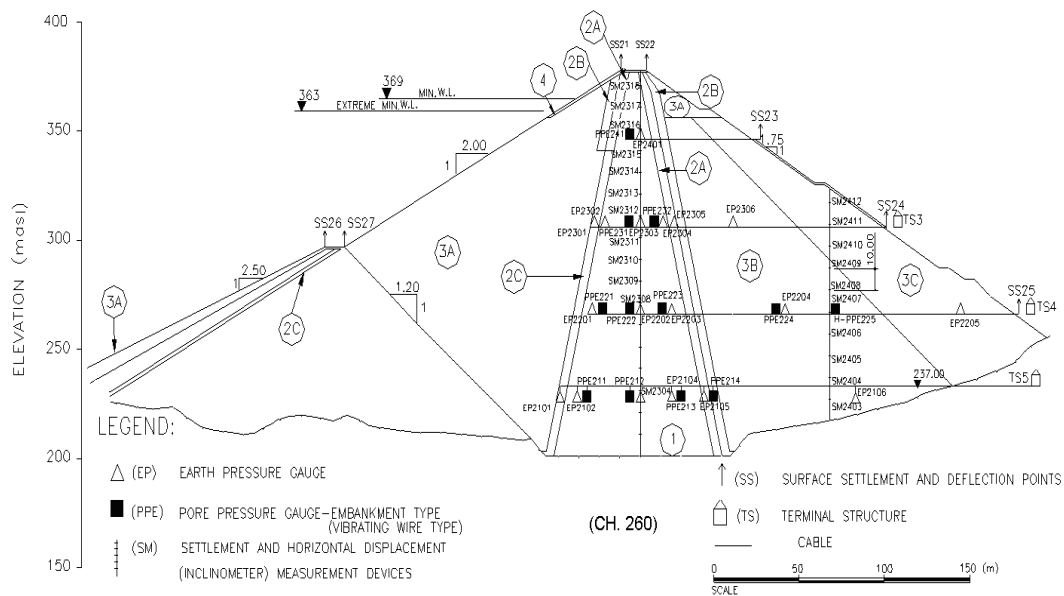 400
350
300
250
200
150
ELEVATION (masl)
2A
SS21 SS22
2B
4
2B
369
MIN.W.L.
363
EXTREME MIN.W.L.
SM2318
SM2317
SM2316
3A
SS23
1.75
1
PPE241
EP2401
SM2315
2A
2.00
1
SM2314
SM2313
SM2412
SS24
TS3
EP2302
SM2312
PPE232
EP2305
EP2306
SM2411
EP2301
PPE231
EP2303
EP2304
SM2311
SM2410
SS26 SS27
3A
SM2310
2C
3B
SM2409
10.00
3C
2.50
1
1.20
1
SM2309
SM2408
PPE221
SM2308
PPE223
EP2204
SM2407
SS25
TS4
EP2201
PPE222
EP2202
EP2203
PPE224
H-PPE225
EP2205
3A
2C
SM2406
SM2405
237.00
TS5
PPE211
PPE212
EP2104
PPE214
SM2404
SM2304
EP2106
EP2101
EP2102
PPE213
EP2105
SM2403
1
LEGEND:
(EP) EARTH PRESSURE GAUGE
(PPE) PORE PRESSURE GAUGE-EMBANKMENT TYPE
(VIBRATING WIRE TYPE)
(SM) SETTLEMENT AND HORIZONTAL DISPLACEMENT
(INCLINOMETER) MEASUREMENT DEVICES
(CH. 260)
(SS) SURFACE SETTLEMENT AND DEFLECTION POINTS
(TS) TERMINAL STRUCTURE
CABLE
0 50 100 150 (m)
SCALE